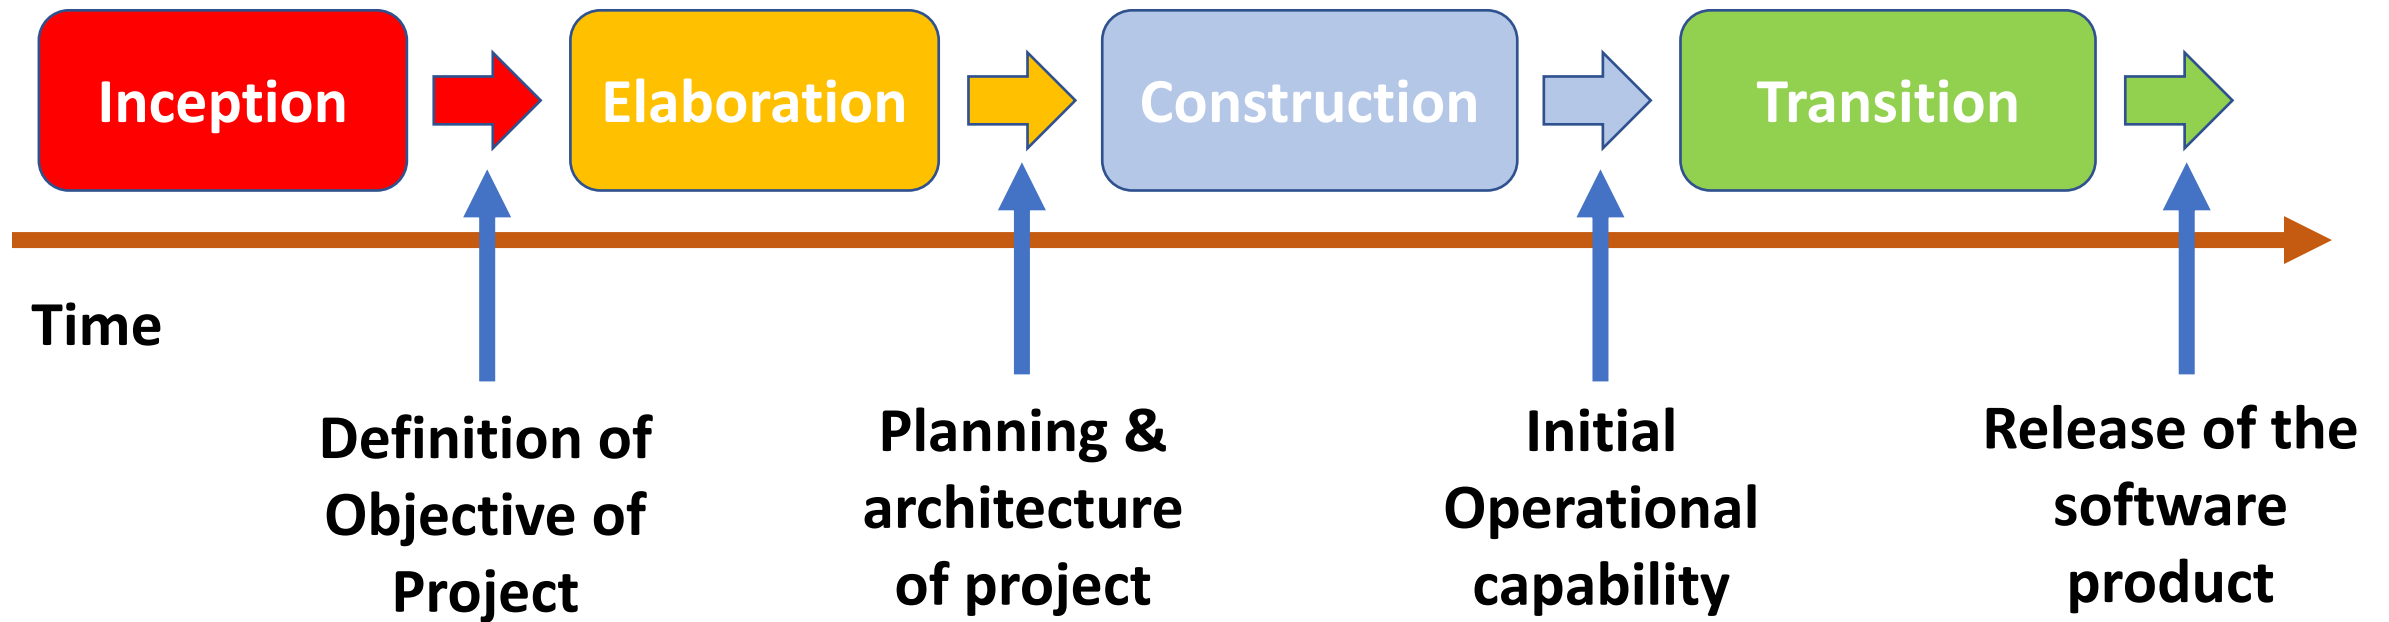 Inception
Elaboration
Construction
Transition
Time
Definition of
Objective of
Project
Planning &
architecture
of project
Initial
Operational
capability
Release of the
software
product